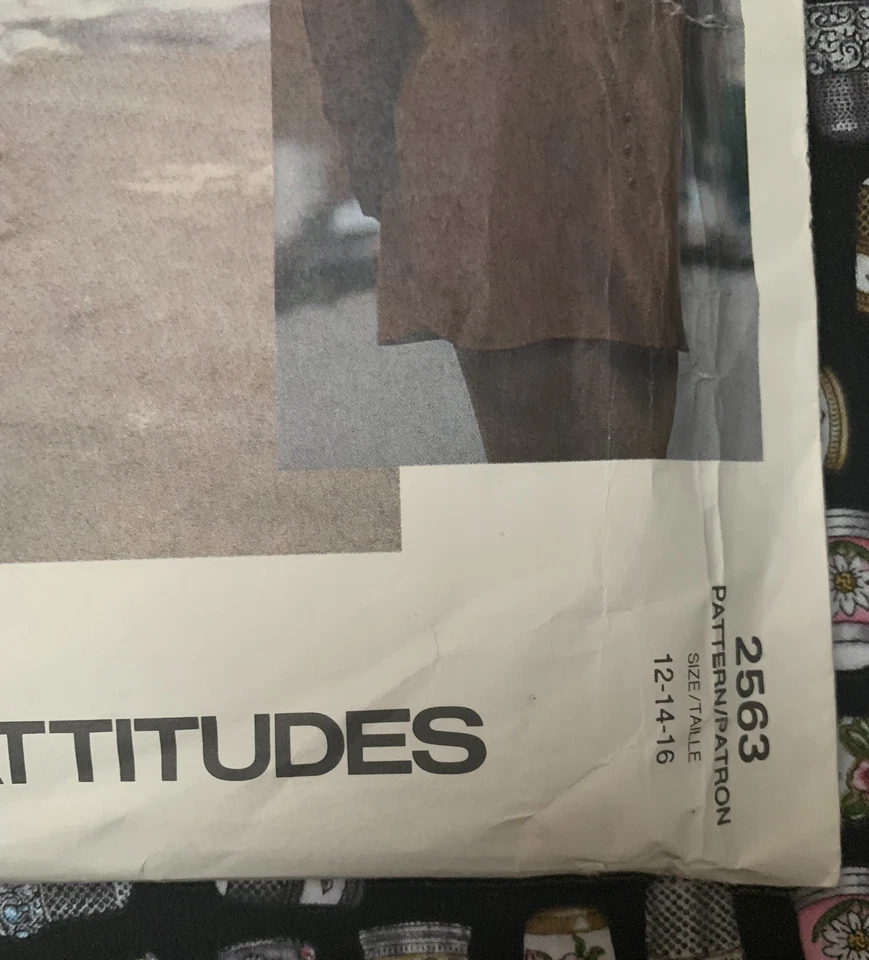 ATTITUDES
2563
PATTERN/PATRON
SIZE/TAILLE
12-14-16